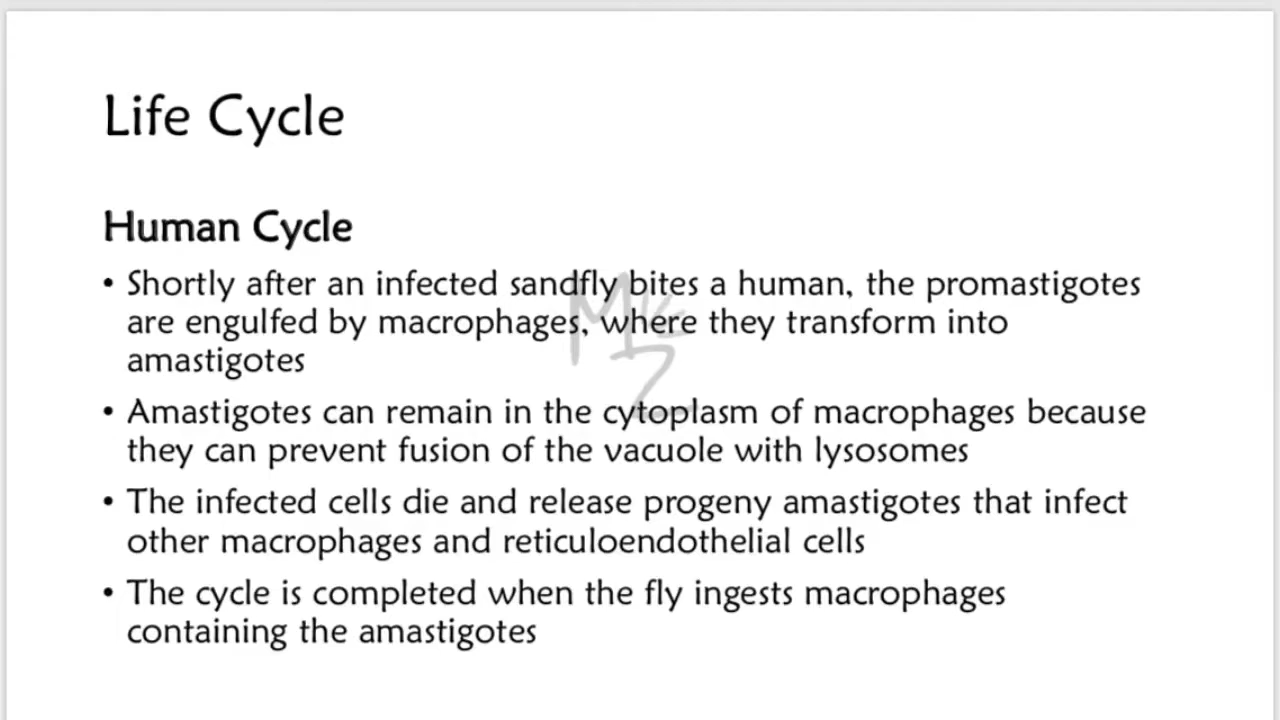 Life Cycle
Human Cycle
• Shortly after an infected sandfly bites a human, the promastigotes
are engulfed by macrophages, where they transform into
amastigotes
• Amastigotes can remain in the cytoplasm of macrophages because
they can prevent fusion of the vacuole with lysosomes
• The infected cells die and release progeny amastigotes that infect
other macrophages and reticuloendothelial cells
• The cycle is completed when the fly ingests macrophages
containing the amastigotes